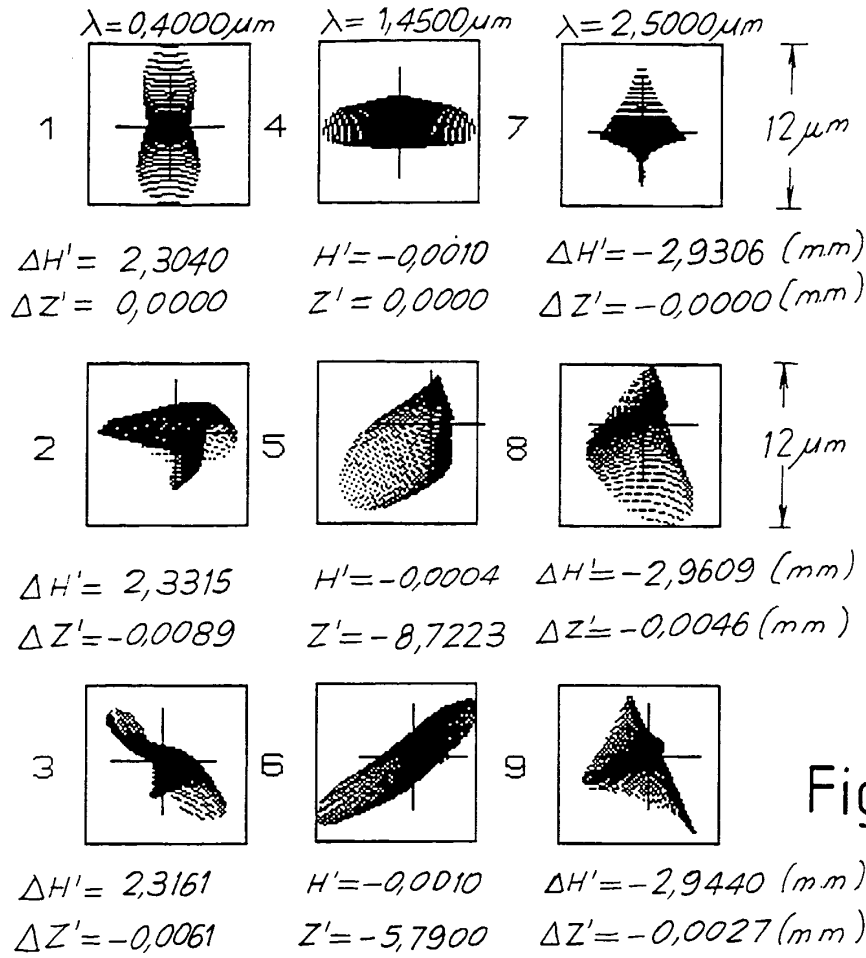 λ=0,4000μm λ=1,4500μm λ=2,5000μm
1 4 7 12μm
ΔH'= 2,3040 H'=-0,0010 ΔH'=-2,9306 (mm)
ΔZ'= 0,0000 Z'= 0,0000 ΔZ'=-0,0000 (mm)
2 5 8 12μm
ΔH'= 2,3315 H'=-0,0004 ΔH'=-2,9609 (mm)
ΔZ'=-0,0089 Z'=-8,7223 ΔZ'=-0,0046 (mm)
3 6 9 Fig
ΔH'= 2,3161 H'=-0,0010 ΔH'=-2,9440 (mm)
ΔZ'=-0,0061 Z'=-5,7900 ΔZ'=-0,0027 (mm)